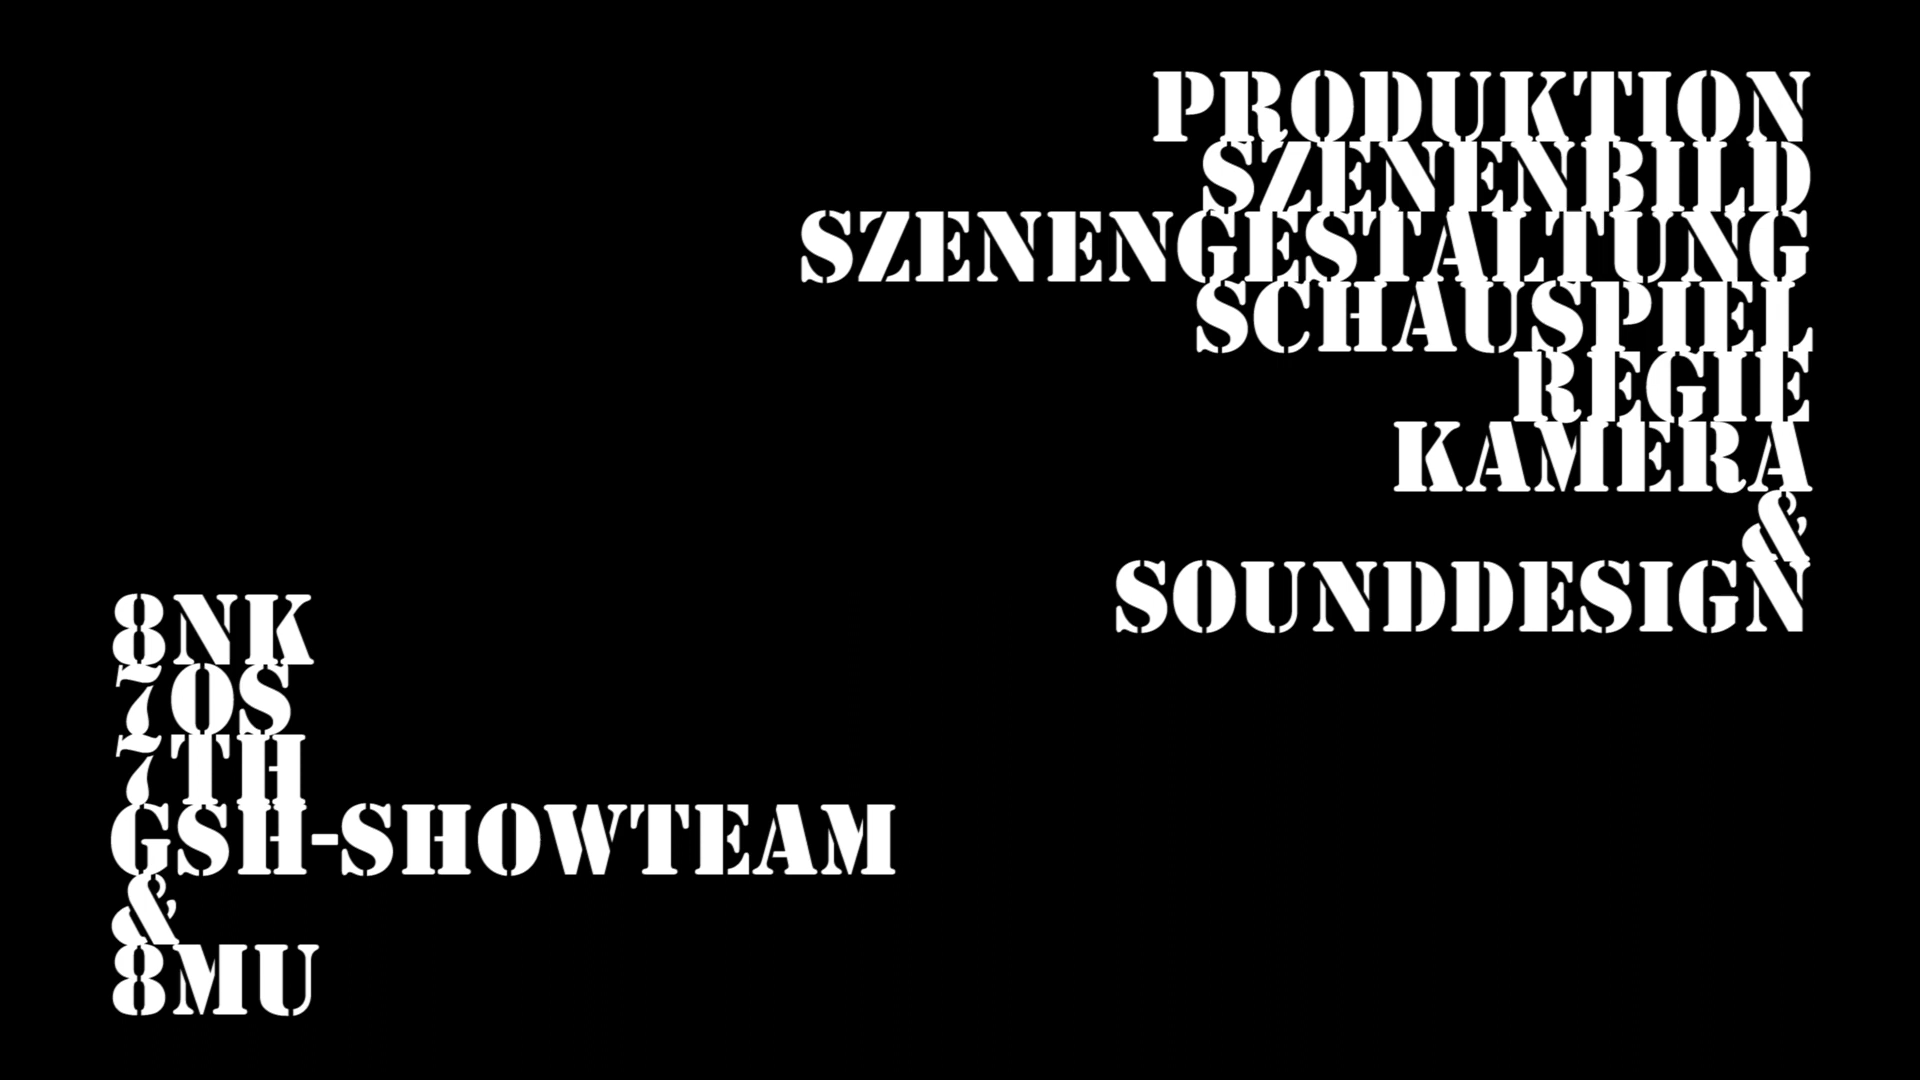 PRODUKTION
SZENENBILD
SZENENGESTALTUNG
SCHAUSPIEL
REGIE
KAMERA
&
SOUNDDESIGN
8NK
7OS
7TH
GSH-SHOWTEAM
&
8MU